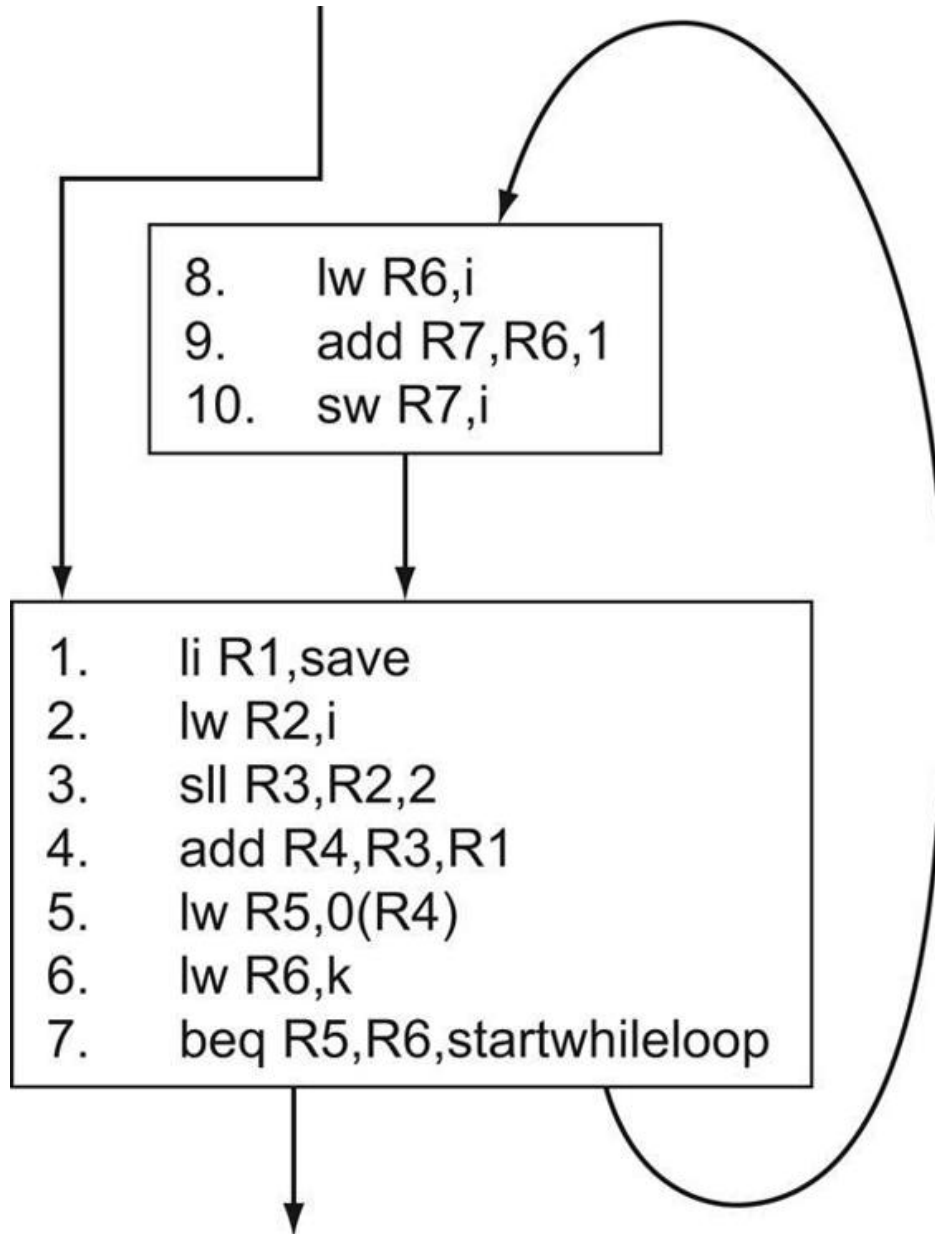 8. lw R6,i
9. add R7,R6,1
10. sw R7,i
1. li R1,save
2. lw R2,i
3. sll R3,R2,2
4. add R4,R3,R1
5. lw R5,0(R4)
6. lw R6,k
7. beq R5,R6,startwhileloop